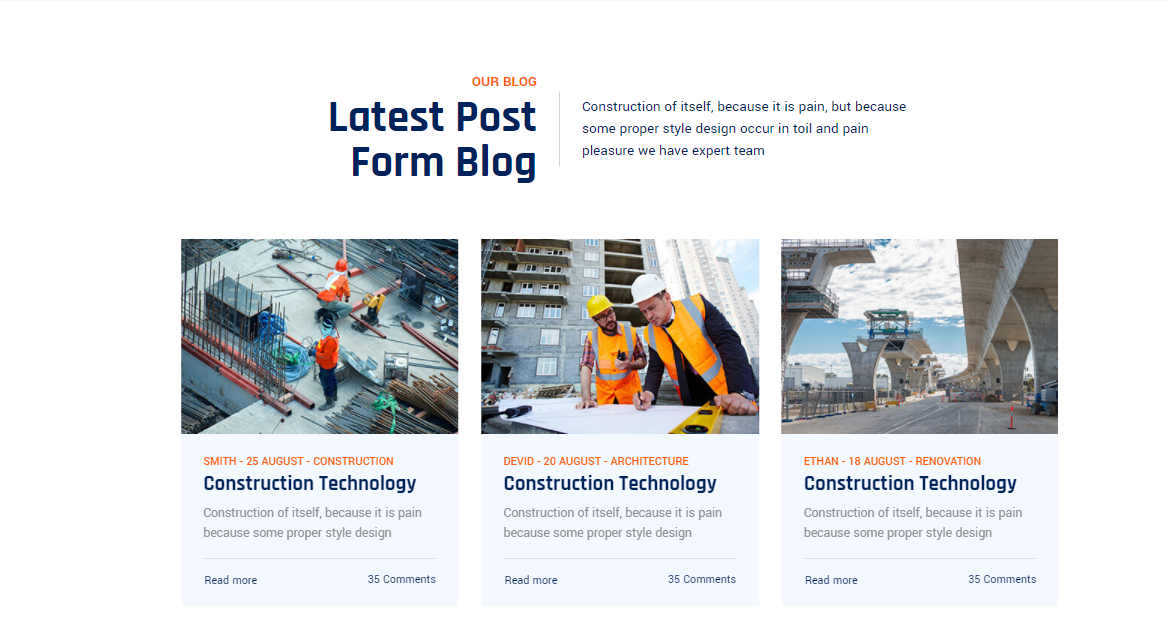 OUR BLOG
Latest Post
Form Blog
Construction of itself, because it is pain, but because
some proper style design occur in toil and pain
pleasure we have expert team
SMITH - 25 AUGUST - CONSTRUCTION
Construction Technology
Construction of itself, because it is pain
because some proper style design
Read more
35 Comments
DEVID - 20 AUGUST - ARCHITECTURE
Construction Technology
Construction of itself, because it is pain
because some proper style design
Read more
35 Comments
ETHAN - 18 AUGUST - RENOVATION
Construction Technology
Construction of itself, because it is pain
because some proper style design
Read more
35 Comments